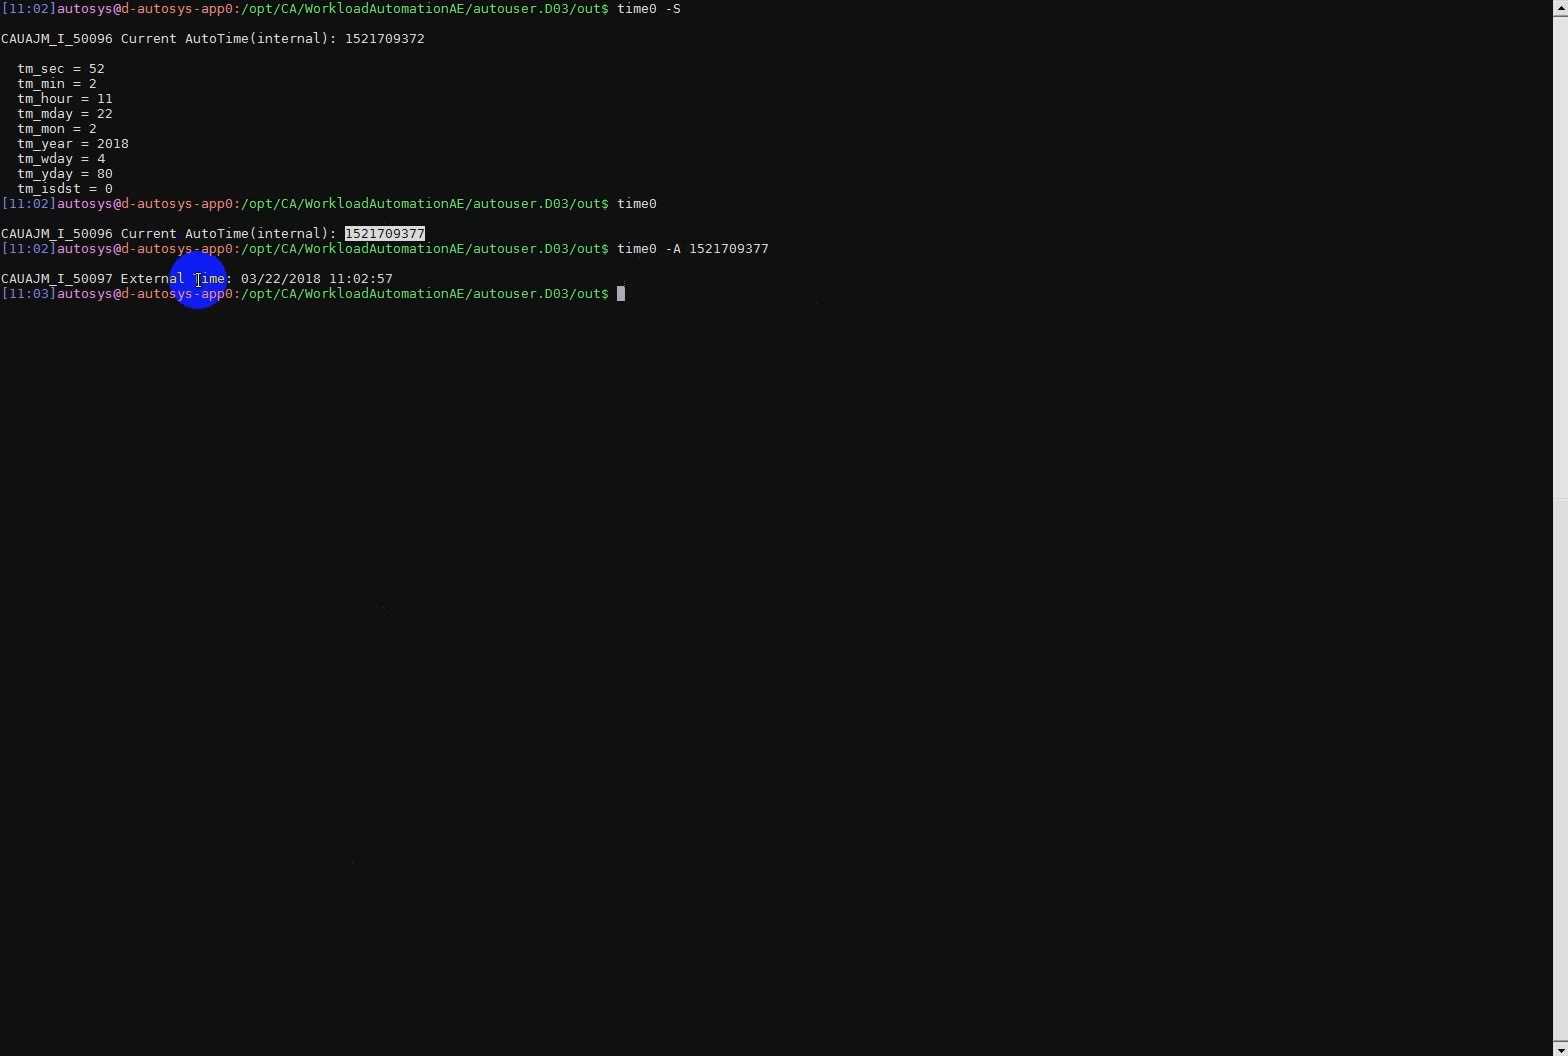 [11:02]autosys@d-autosys-app0:/opt/CA/WorkloadAutomationAE/autouser.D03/out$ time0 -S
CAUAJM_I_50096 Current AutoTime(internal): 1521709372
tm_sec = 52
tm_min = 2
tm_hour = 11
tm_mday = 22
tm_mon = 2
tm_year = 2018
tm_wday = 4
tm_yday = 80
tm_isdst = 0
[11:02]autosys@d-autosys-app0:/opt/CA/WorkloadAutomationAE/autouser.D03/out$ time0
CAUAJM_I_50096 Current AutoTime(internal): 1521709377
[11:02]autosys@d-autosys-app0:/opt/CA/WorkloadAutomationAE/autouser.D03/out$ time0 -A 1521709377
CAUAJM_I_50097 External Time: 03/22/2018 11:02:57
[11:03]autosys@d-autosys-app0:/opt/CA/WorkloadAutomationAE/autouser.D03/out$